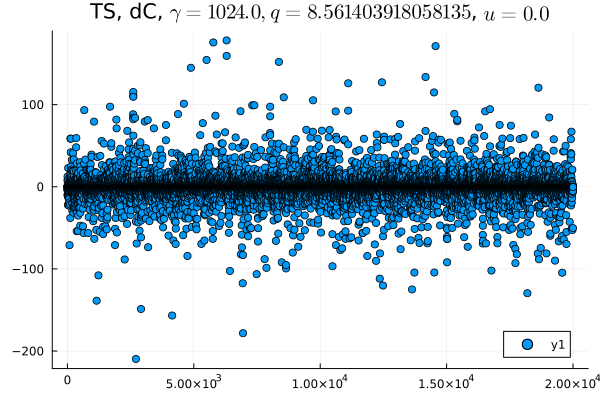 TS, dC, γ = 1024.0, q = 8.561403918058135, u = 0.0
100
0
−100
−200
0 5.00×10³ 1.00×10⁴ 1.50×10⁴ 2.00×10⁴
y1